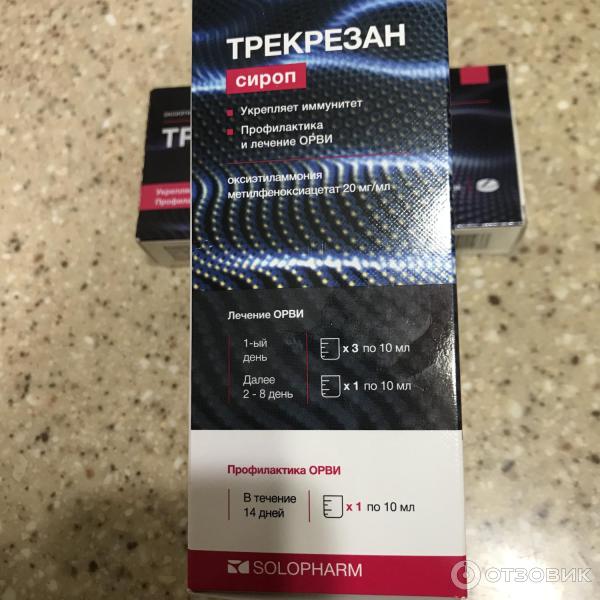 ТРЕКРЕЗАН
сироп
Укрепляет иммунитет
Профилактика
и лечение ОРВИ
оксиэтиламмония
метилфеноксиацетат 20 мг/мл
ТР
Укрепля
Профила
Лечение ОРВИ
1-ый
день
х 3 по 10 мл
Далее
2 - 8 день
х 1 по 10 мл
Профилактика ОРВИ
В течение
14 дней
х 1 по 10 мл
SOLOPHARM
ОТЗОВИК